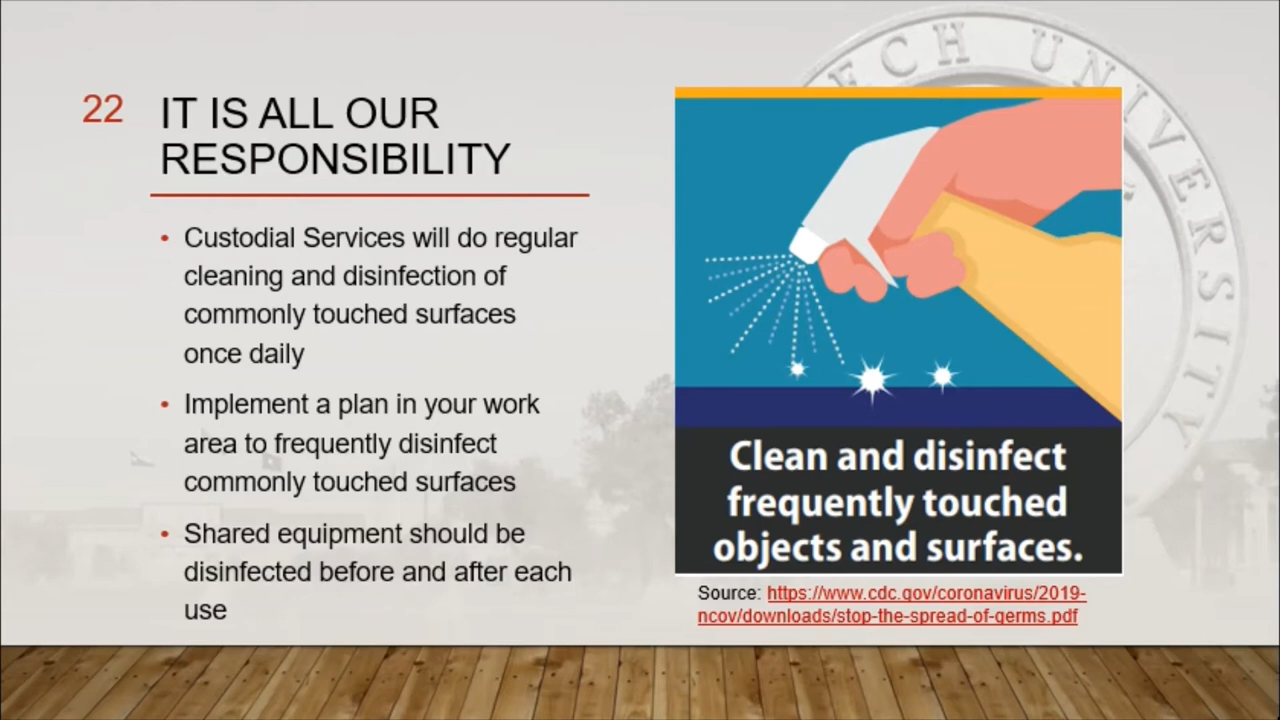 ECH UNIVERSITY
22
IT IS ALL OUR
RESPONSIBILITY
• Custodial Services will do regular
cleaning and disinfection of
commonly touched surfaces
once daily
• Implement a plan in your work
area to frequently disinfect
commonly touched surfaces
• Shared equipment should be
disinfected before and after each
use
Clean and disinfect
frequently touched
objects and surfaces.
Source: https://www.cdc.gov/coronavirus/2019-
ncov/downloads/stop-the-spread-of-germs.pdf